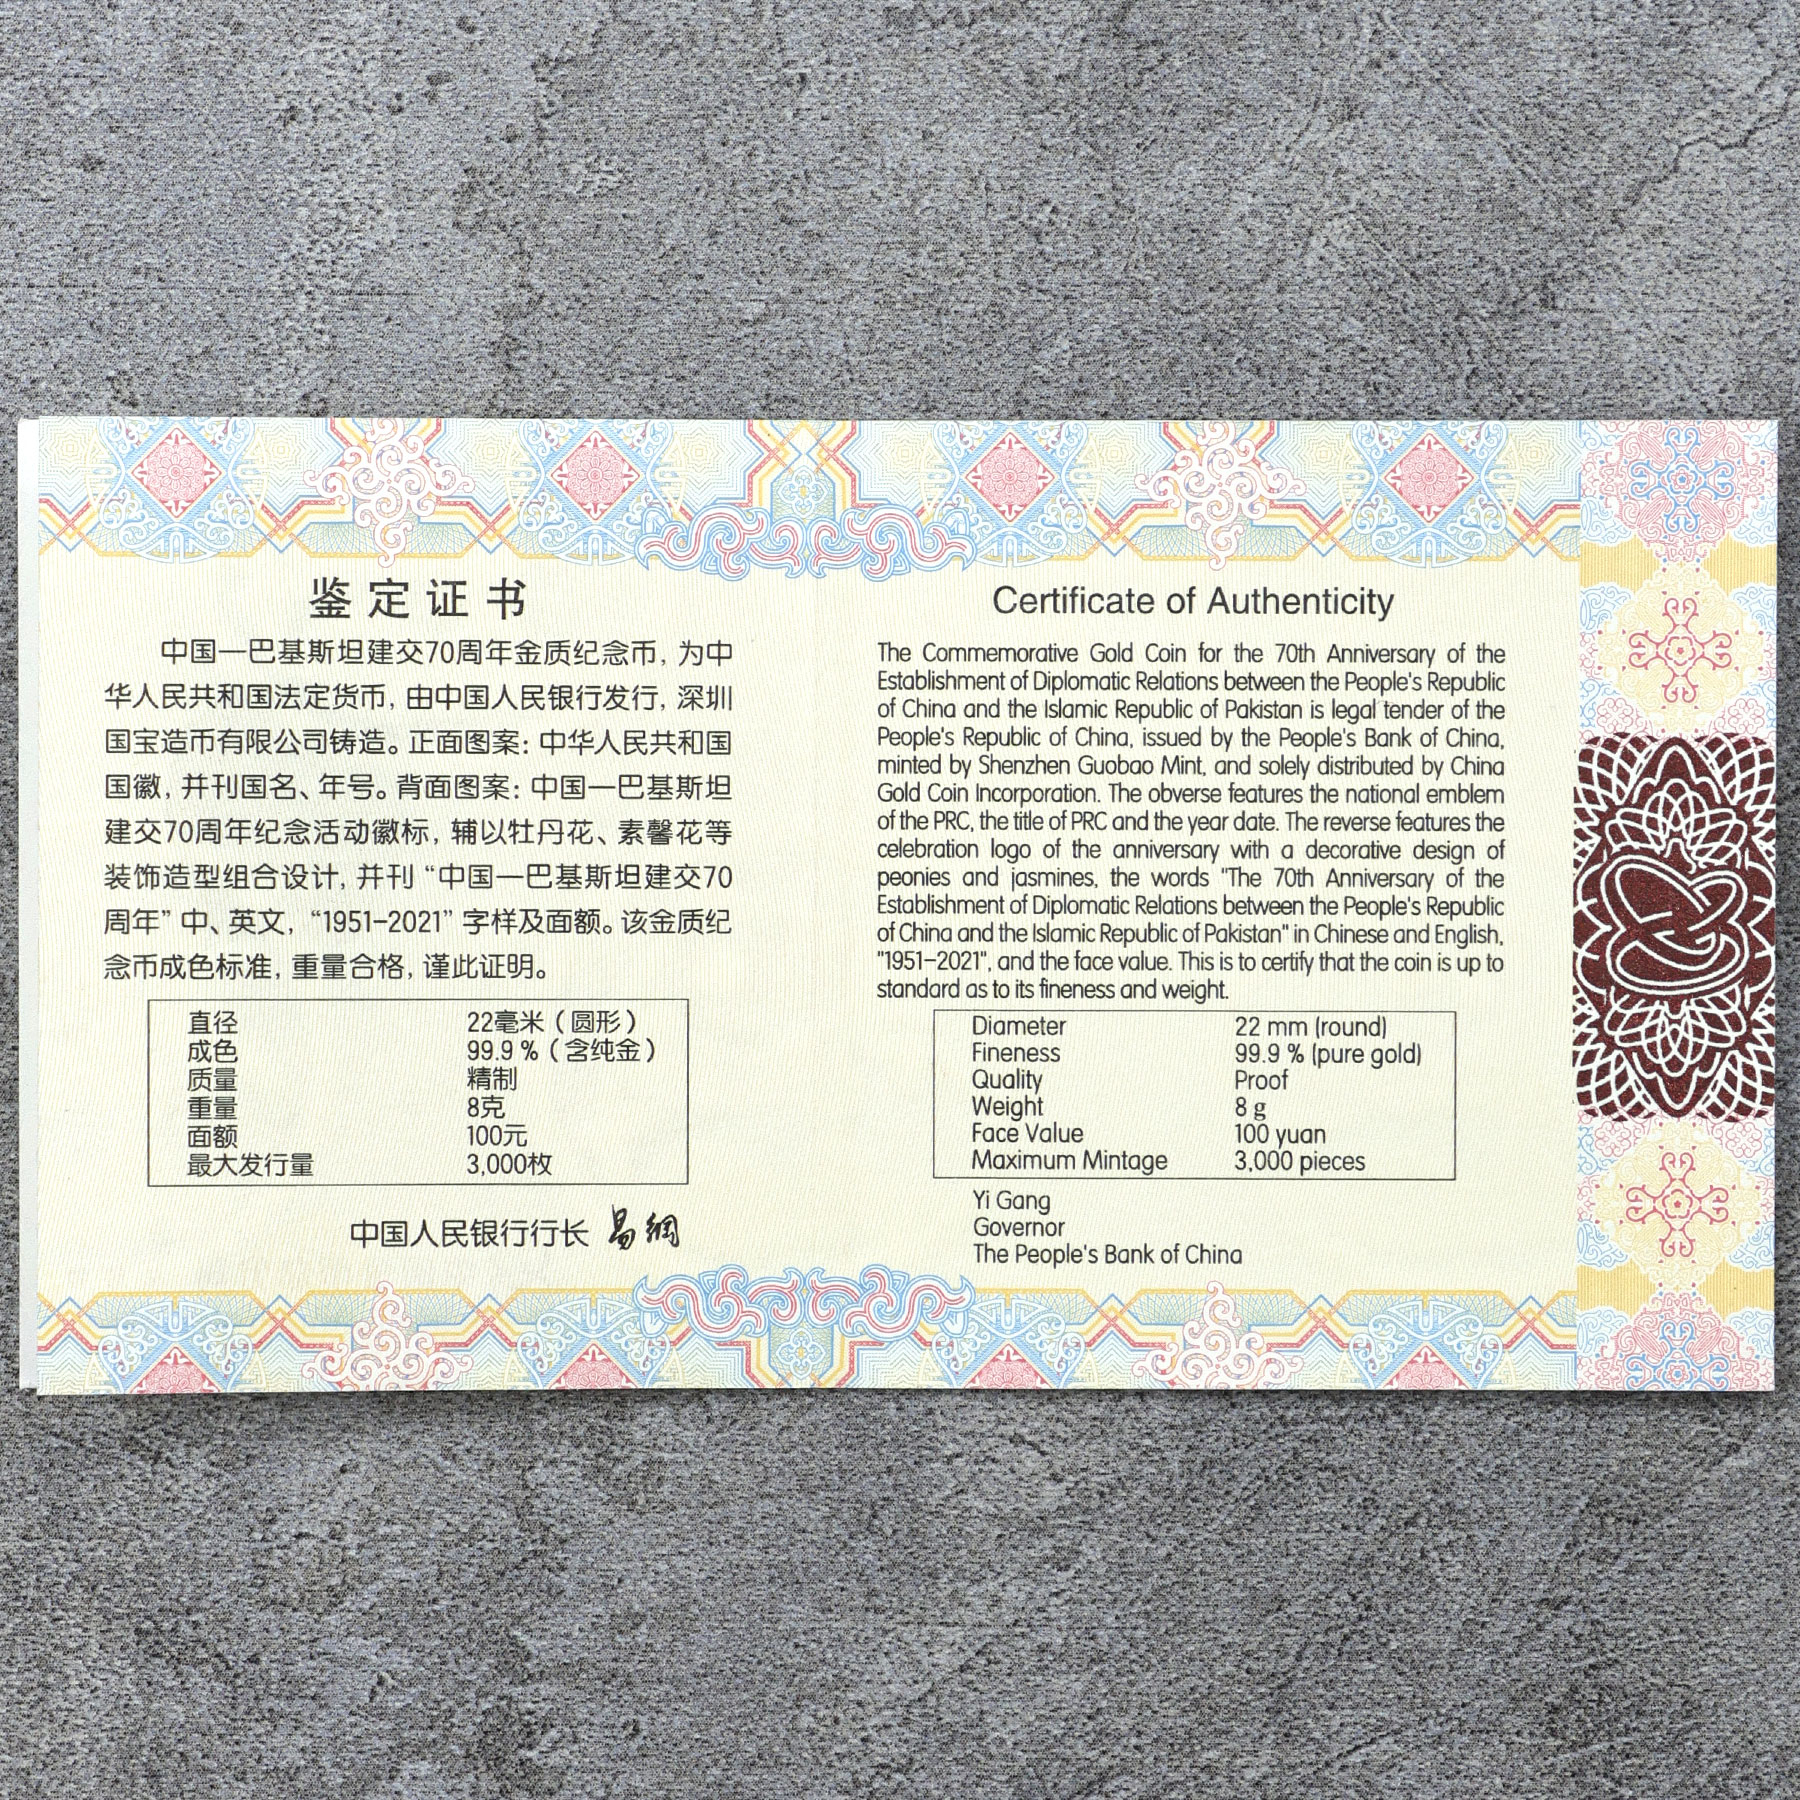 鉴定证书
中国—巴基斯坦建交70周年金质纪念币，为中
华人民共和国法定货币，由中国人民银行发行，深圳
国宝造币有限公司铸造。正面图案：中华人民共和国
国徽，并刊国名、年号。背面图案：中国—巴基斯坦
建交70周年纪念活动徽标，辅以牡丹花、素馨花等
装饰造型组合设计，并刊“中国—巴基斯坦建交70
周年”中、英文，“1951–2021”字样及面额。该金质纪
念币成色标准，重量合格，谨此证明。
直径 22毫米（圆形）
成色 99.9％（含纯金）
质量 精制
重量 8克
面额 100元
最大发行量 3,000枚
中国人民银行行长 易纲
Certificate of Authenticity
The Commemorative Gold Coin for the 70th Anniversary of the
Establishment of Diplomatic Relations between the People's Republic
of China and the Islamic Republic of Pakistan is legal tender of the
People's Republic of China, issued by the People's Bank of China,
minted by Shenzhen Guobao Mint, and solely distributed by China
Gold Coin Incorporation. The obverse features the national emblem
of the PRC, the title of PRC and the year date. The reverse features the
celebration logo of the anniversary with a decorative design of
peonies and jasmines, the words "The 70th Anniversary of the
Establishment of Diplomatic Relations between the People's Republic
of China and the Islamic Republic of Pakistan" in Chinese and English,
"1951–2021", and the face value. This is to certify that the coin is up to
standard as to its fineness and weight.
Diameter 22 mm (round)
Fineness 99.9 % (pure gold)
Quality Proof
Weight 8 g
Face Value 100 yuan
Maximum Mintage 3,000 pieces
Yi Gang
Governor
The People's Bank of China